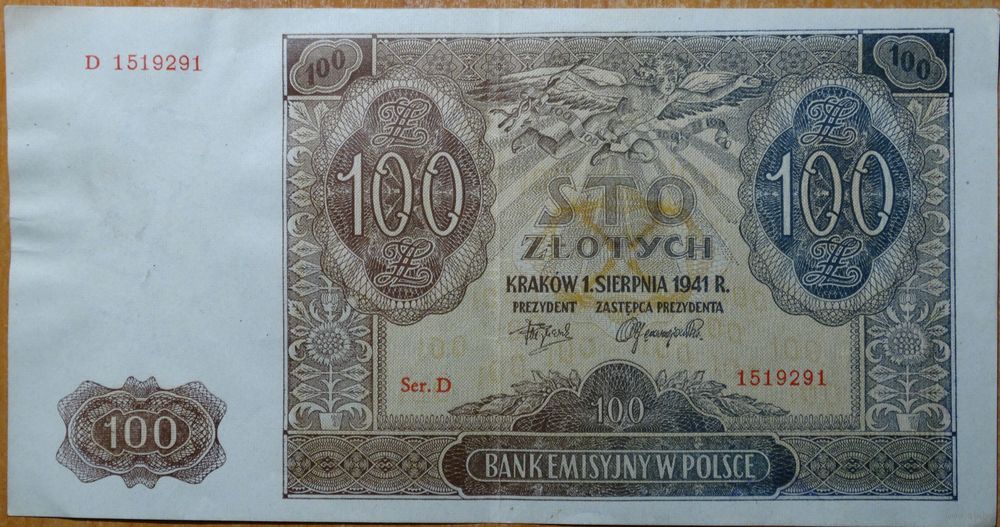 D 1519291
100
100
100
100
STO
ZŁOTYCH
KRAKÓW 1. SIERPNIA 1941 R.
PREZYDENT ZASTĘPCA PREZYDENTA
Ser. D
1519291
100
100
BANK EMISYJNY W POLSCE